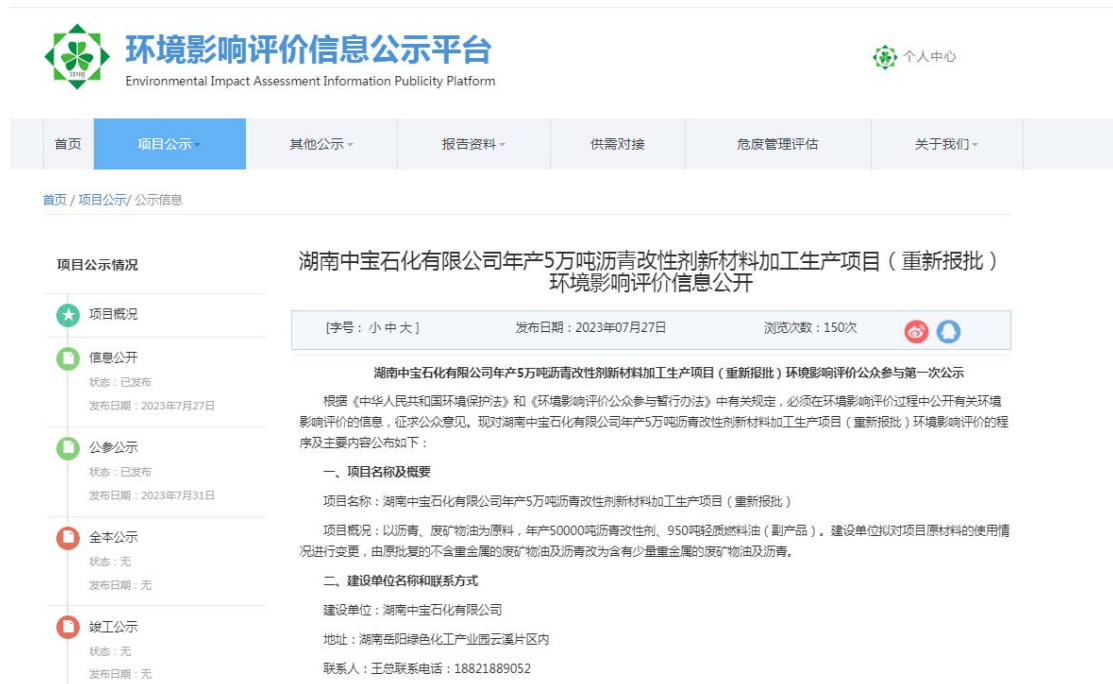 环境影响评价信息公示平台
Environmental Impact Assessment Information Publicity Platform
个人中心
首页
项目公示
其他公示
报告资料
供需对接
危废管理评估
关于我们
首页 / 项目公示/ 公示信息
项目公示情况
项目概况
信息公开
状态：已发布
发布日期：2023年7月27日
公参公示
状态：已发布
发布日期：2023年7月31日
全本公示
状态：无
发布日期：无
竣工公示
状态：无
发布日期：无
湖南中宝石化有限公司年产5万吨沥青改性剂新材料加工生产项目（重新报批）
环境影响评价信息公开
[字号：小 中 大]
发布日期：2023年07月27日
浏览次数：150次
湖南中宝石化有限公司年产5万吨沥青改性剂新材料加工生产项目（重新报批）环境影响评价公众参与第一次公示
根据《中华人民共和国环境保护法》和《环境影响评价公众参与暂行办法》中有关规定，必须在环境影响评价过程中公开有关环境
影响评价的信息，征求公众意见。现对湖南中宝石化有限公司年产5万吨沥青改性剂新材料加工生产项目（重新报批）环境影响评价的程
序及主要内容公布如下：
一、项目名称及概要
项目名称：湖南中宝石化有限公司年产5万吨沥青改性剂新材料加工生产项目（重新报批）
项目概况：以沥青、废矿物油为原料，年产50000吨沥青改性剂、950吨轻质燃料油（副产品）。建设单位拟对项目原材料的使用情
况进行变更，由原批复的不含重金属的废矿物油及沥青改为含有少量重金属的废矿物油及沥青。
二、建设单位名称和联系方式
建设单位：湖南中宝石化有限公司
地址：湖南岳阳绿色化工产业园云溪片区内
联系人：王总联系电话：18821889052